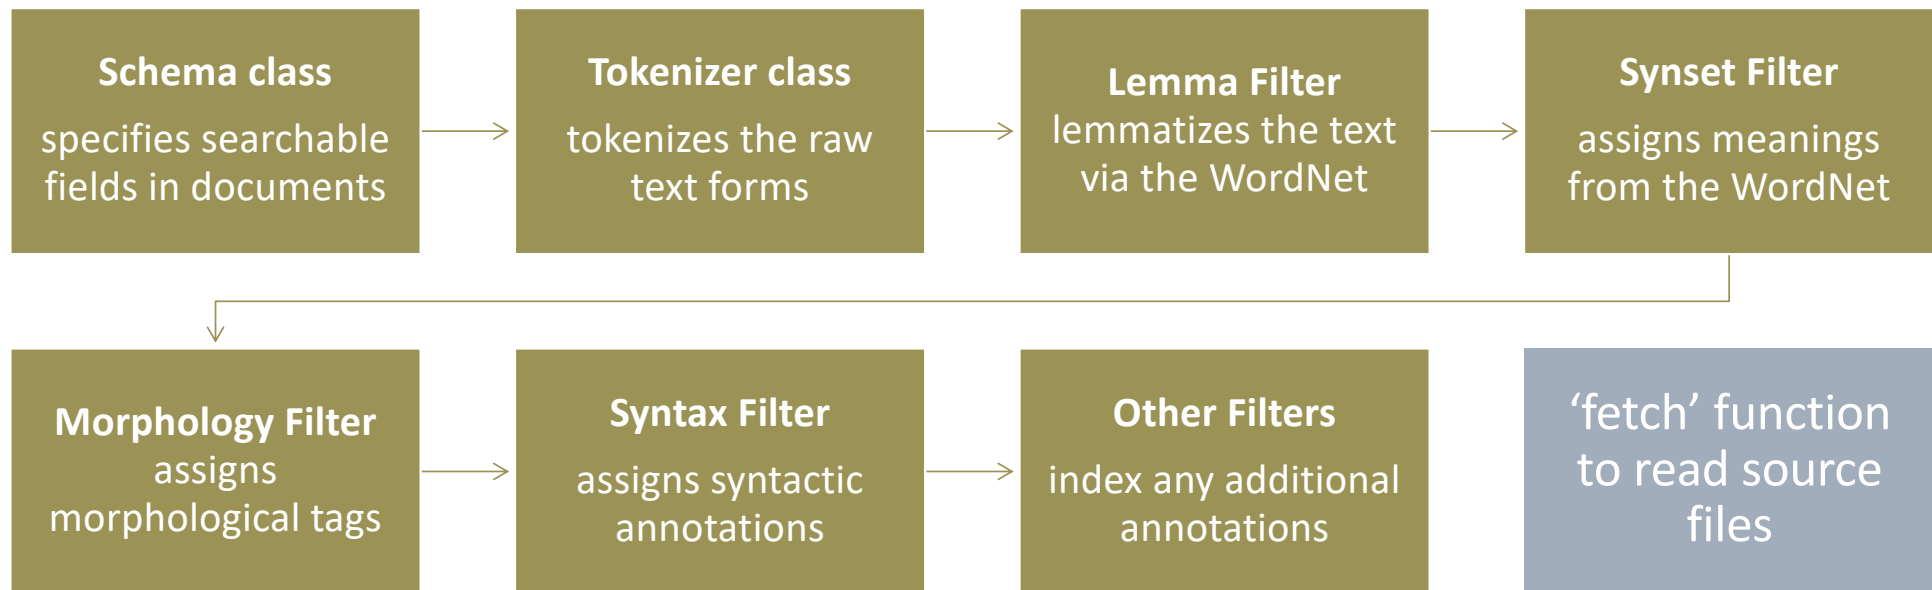 Schema class
specifies searchable
fields in documents
Tokenizer class
tokenizes the raw
text forms
Lemma Filter
lemmatizes the text
via the WordNet
Synset Filter
assigns meanings
from the WordNet
Morphology Filter
assigns
morphological tags
Syntax Filter
assigns syntactic
annotations
Other Filters
index any additional
annotations
‘fetch’ function
to read source
files